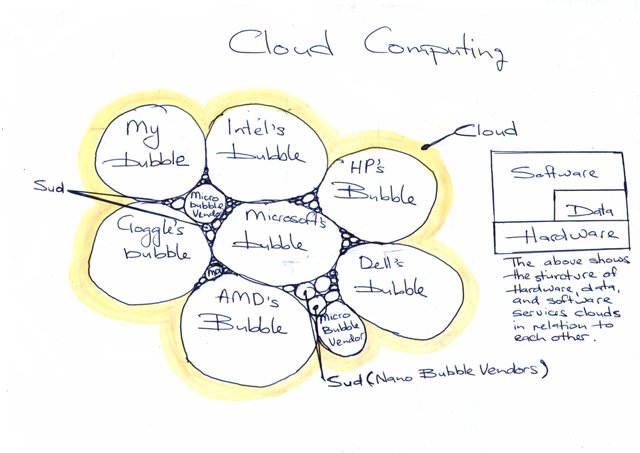 Cloud Computing
My
bubble
Intel's
bubble
Cloud
HP's
Bubble
Software
Data
Hardware
Sud
Micro
bubble
Vendor
Microsoft's
bubble
Goggle's
bubble
Dell's
bubble
AMD's
Bubble
Micro
Bubble
Vendor
Sud (Nano Bubble Vendors)
The above shows
the sturature of
Hardware, data,
and software
services clouds
in relation to
each other.